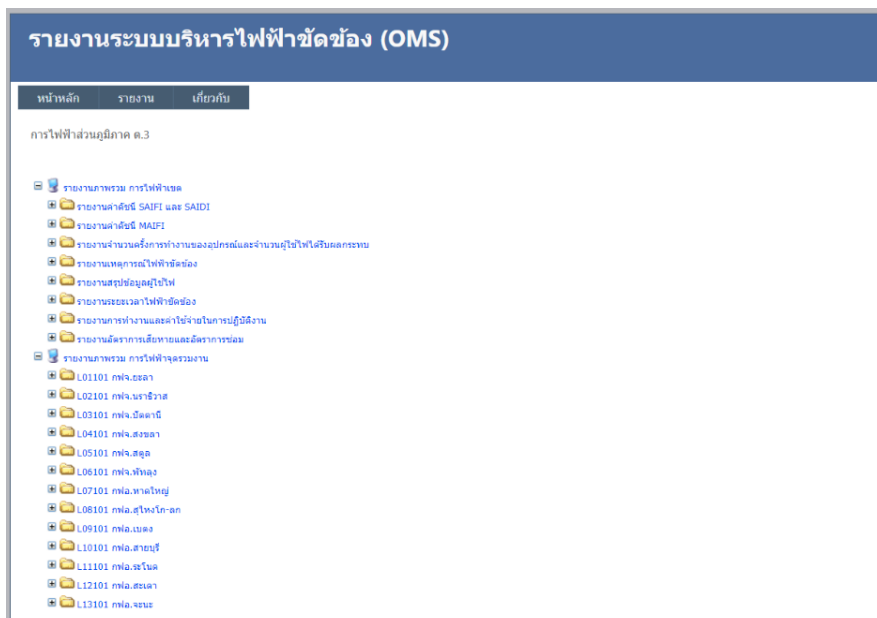 รายงานระบบบริหารไฟฟ้าขัดข้อง (OMS)
หน้าหลัก รายงาน เกี่ยวกับ
การไฟฟ้าส่วนภูมิภาค ต.3
รายงานภาพรวม การไฟฟ้าเขต
รายงานค่าดัชนี SAIFI และ SAIDI
รายงานค่าดัชนี MAIFI
รายงานจำนวนครั้งการทำงานของอุปกรณ์และจำนวนผู้ใช้ไฟได้รับผลกระทบ
รายงานเหตุการณ์ไฟฟ้าขัดข้อง
รายงานสรุปข้อมูลผู้ใช้ไฟ
รายงานระยะเวลาไฟฟ้าขัดข้อง
รายงานการทำงานและค่าใช้จ่ายในการปฏิบัติงาน
รายงานอัตราการเสียหายและอัตราการซ่อม
รายงานภาพรวม การไฟฟ้าจุดรวมงาน
L01101 กฟจ.ยะลา
L02101 กฟจ.นราธิวาส
L03101 กฟจ.ปัตตานี
L04101 กฟจ.สงขลา
L05101 กฟจ.สตูล
L06101 กฟจ.พัทลุง
L07101 กฟอ.หาดใหญ่
L08101 กฟอ.สุไหงโก-ลก
L09101 กฟอ.เบตง
L10101 กฟอ.สายบุรี
L11101 กฟอ.ระโนด
L12101 กฟอ.สะเดา
L13101 กฟอ.จะนะ